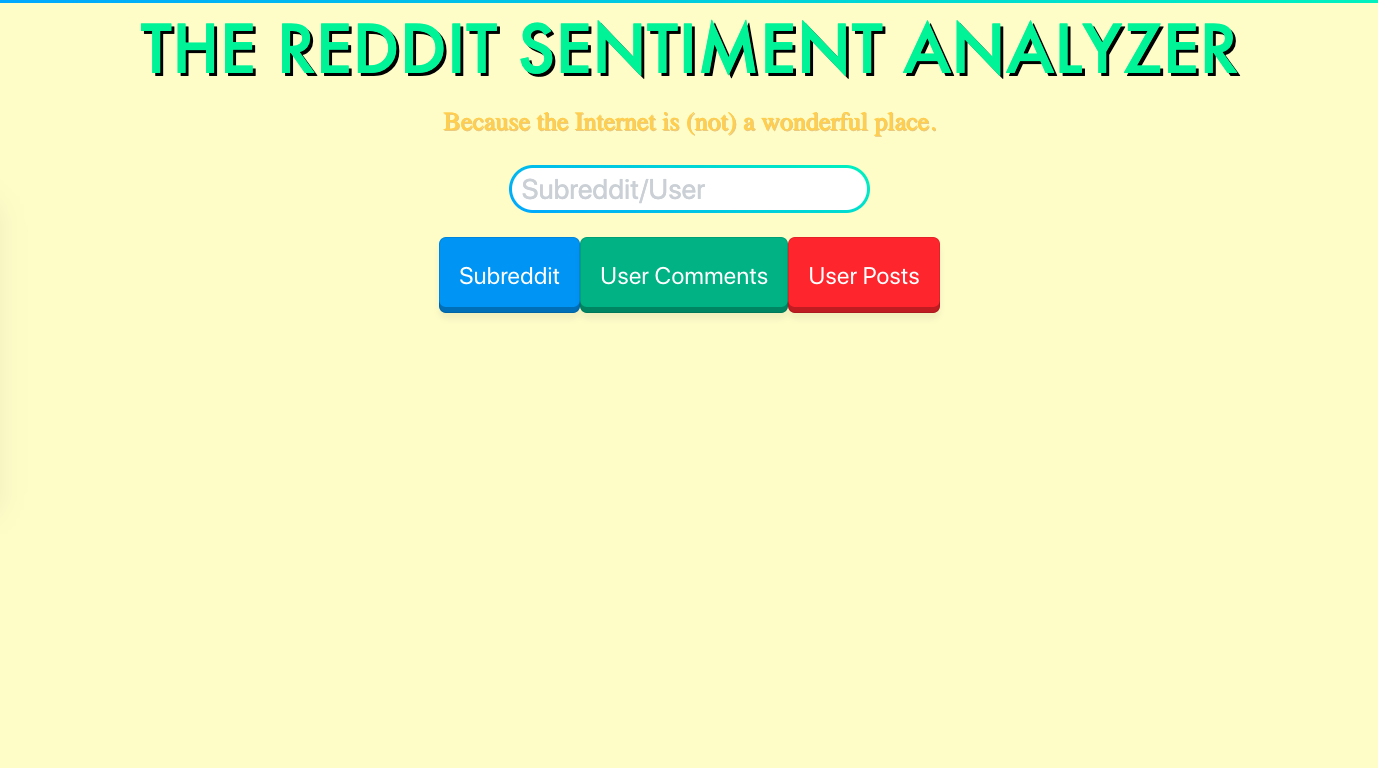 THE REDDIT SENTIMENT ANALYZER
Because the Internet is (not) a wonderful place.
Subreddit/User
Subreddit User Comments User Posts